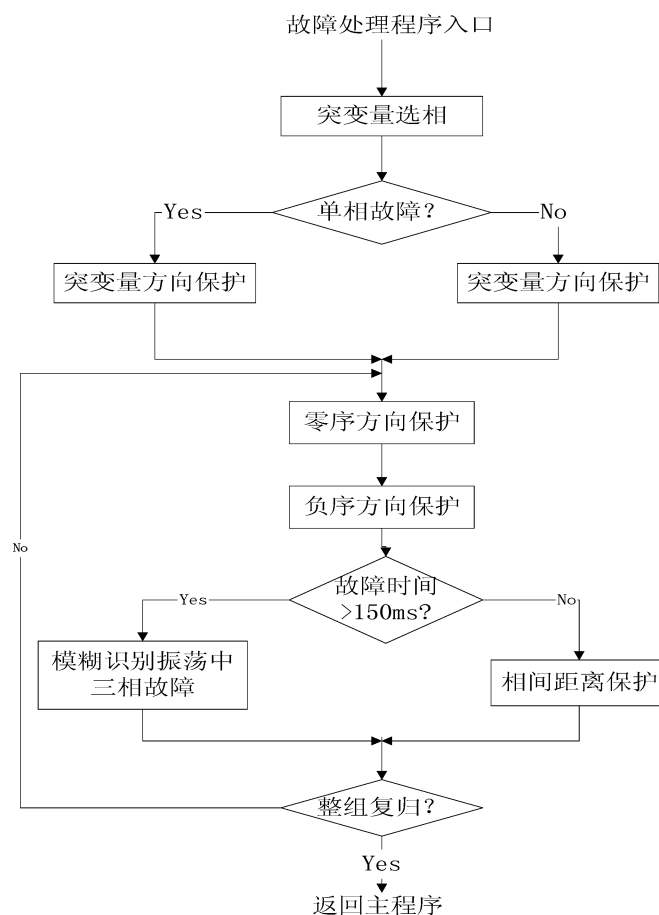 故障处理程序入口
突变量选相
单相故障?
Yes
No
突变量方向保护
突变量方向保护
零序方向保护
负序方向保护
No
故障时间
>150ms?
Yes
No
模糊识别振荡中
三相故障
相间距离保护
整组复归?
Yes
返回主程序